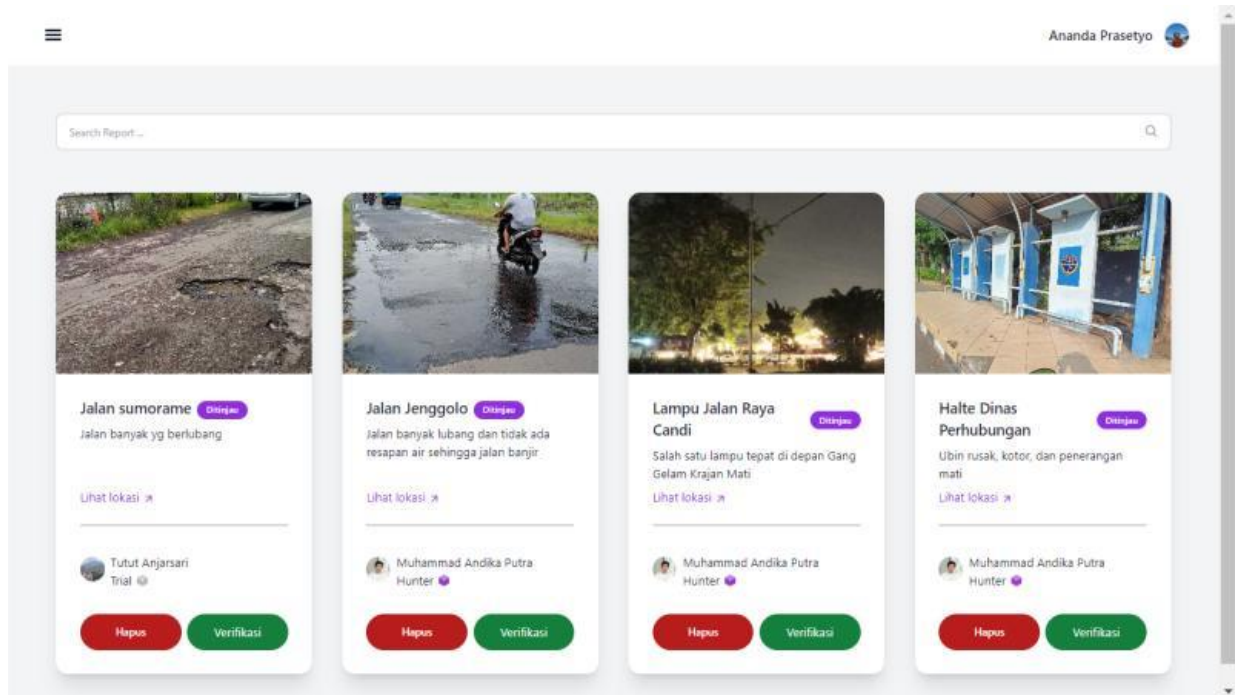 Ananda Prasetyo
Search Report ...
Jalan sumorame Ditinjau
Jalan banyak yg berlubang
Lihat lokasi
Tutut Anjarsari
Trial
Hapus Verifikasi
Jalan Jenggolo Ditinjau
Jalan banyak lubang dan tidak ada
resapan air sehingga jalan banjir
Lihat lokasi
Muhammad Andika Putra
Hunter
Hapus Verifikasi
Lampu Jalan Raya
Candi
Ditinjau
Salah satu lampu tepat di depan Gang
Gelam Krajan Mati
Lihat lokasi
Muhammad Andika Putra
Hunter
Hapus Verifikasi
Halte Dinas
Perhubungan
Ditinjau
Ubin rusak, kotor, dan penerangan
mati
Lihat lokasi
Muhammad Andika Putra
Hunter
Hapus Verifikasi